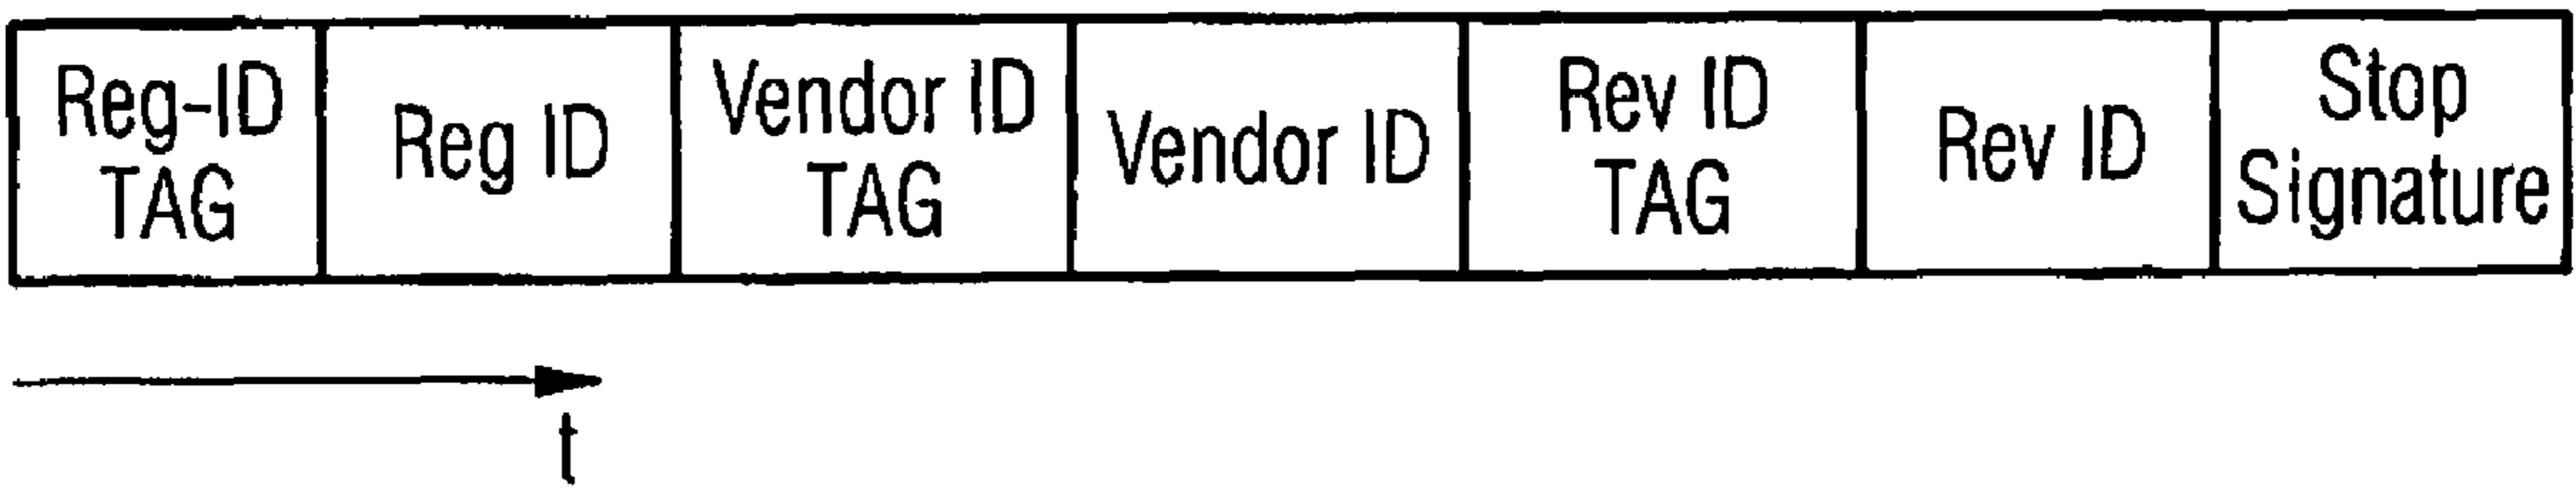 Reg-ID
TAG
Reg ID
Vendor ID
TAG
Vendor ID
Rev ID
TAG
Rev ID
Stop
Signature
t